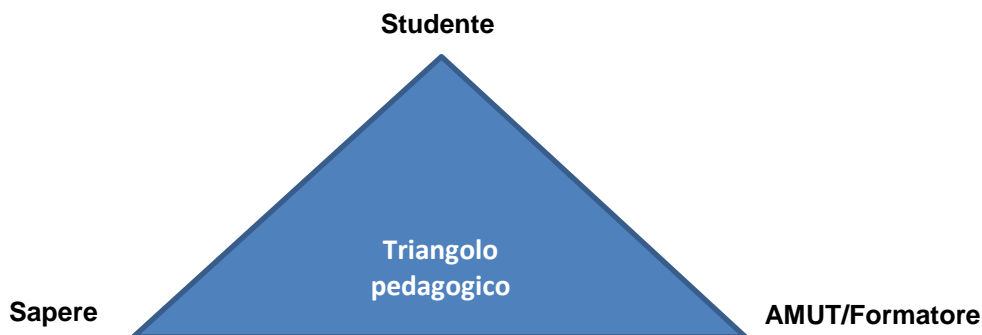 Studente
Triangolo
pedagogico
Sapere
AMUT/Formatore